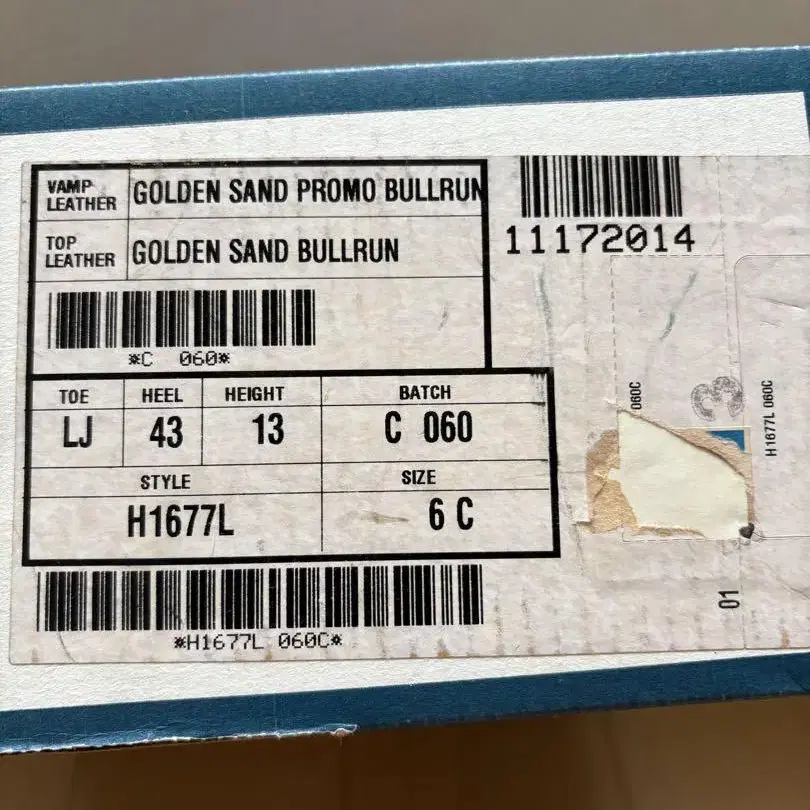 VAMP LEATHER
GOLDEN SAND PROMO BULLRUN
11172014
TOP LEATHER
GOLDEN SAND BULLRUN
*C 060*
TOE HEEL HEIGHT BATCH
LJ 43 13 C 060
STYLE SIZE
H1677L 6 C
*H1677L 060C*
060C
3
01
H1677L 060C